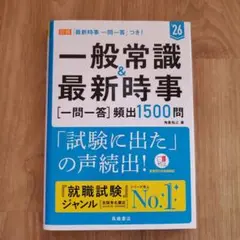 別冊「最新時事 一問一答」つき!
'26
一般常識
&
最新時事
[一問一答]頻出1500問
「試験に出た」
の声続出!
『就職試験』
ジャンル
No.1
高橋書店